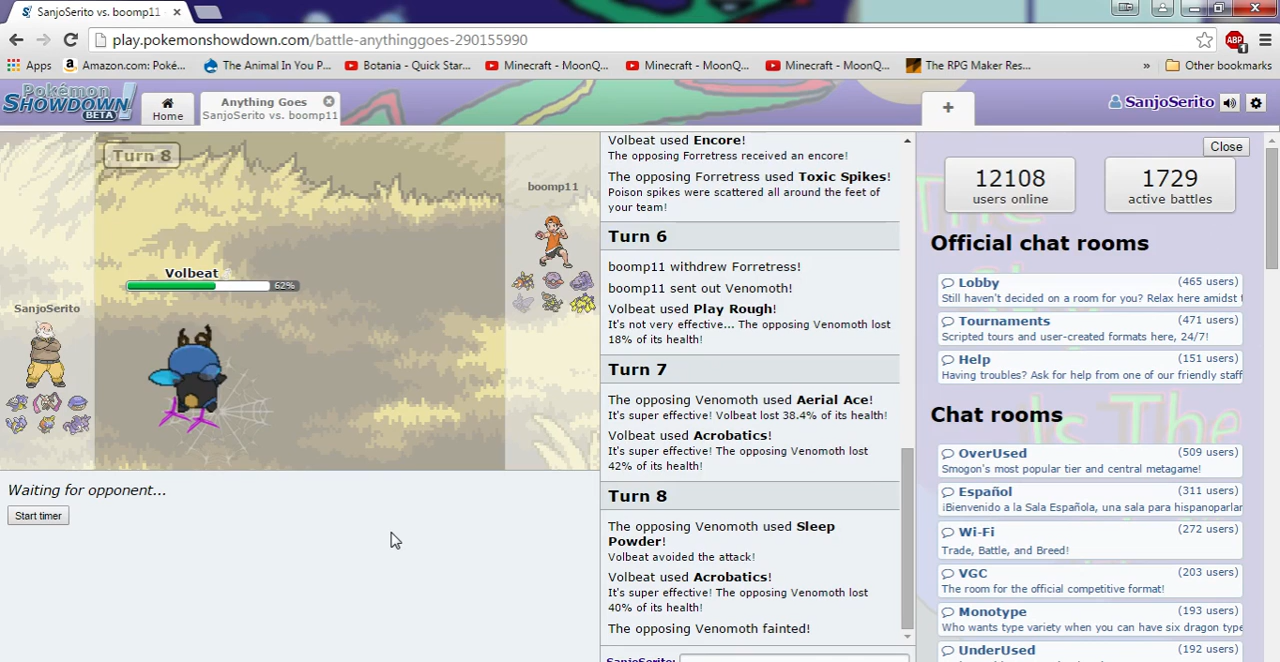 SanjoSerito vs. boomp11 - ×
play.pokemonshowdown.com/battle-anythinggoes-290155990
ABP
1
Apps
Amazon.com: Poké...
The Animal In You P...
Botania - Quick Star...
Minecraft - MoonQ...
Minecraft - MoonQ...
Minecraft - MoonQ...
The RPG Maker Res...
»
Other bookmarks
Pokémon
SHOWDOWN!
BETA
Home
Anything Goes
SanjoSerito vs. boomp11
+
SanjoSerito
Turn 8
boomp11
Volbeat
62%
SanjoSerito
Waiting for opponent...
Start timer
Volbeat used Encore!
The opposing Forretress received an encore!
The opposing Forretress used Toxic Spikes!
Poison spikes were scattered all around the feet of
your team!
Turn 6
boomp11 withdrew Forretress!
boomp11 sent out Venomoth!
Volbeat used Play Rough!
It's not very effective... The opposing Venomoth lost
18% of its health!
Turn 7
The opposing Venomoth used Aerial Ace!
It's super effective! Volbeat lost 38.4% of its health!
Volbeat used Acrobatics!
It's super effective! The opposing Venomoth lost
42% of its health!
Turn 8
The opposing Venomoth used Sleep
Powder!
Volbeat avoided the attack!
Volbeat used Acrobatics!
It's super effective! The opposing Venomoth lost
40% of its health!
The opposing Venomoth fainted!
SanjoSerito:
Close
12108
users online
1729
active battles
Official chat rooms
Lobby
(465 users)
Still haven't decided on a room for you? Relax here amidst t
Tournaments
(471 users)
Scripted tours and user-created formats here, 24/7!
Help
(151 users)
Having troubles? Ask for help from one of our friendly staff
Chat rooms
OverUsed
(509 users)
Smogon's most popular tier and central metagame!
Español
(311 users)
¡Bienvenido a la Sala Española, una sala para hispanoparlan
Wi-Fi
(272 users)
Trade, Battle, and Breed!
VGC
(203 users)
The room for the official competitive format!
Monotype
(193 users)
Who wants type variety when you can have six dragon type
UnderUsed
(192 users)
Is The